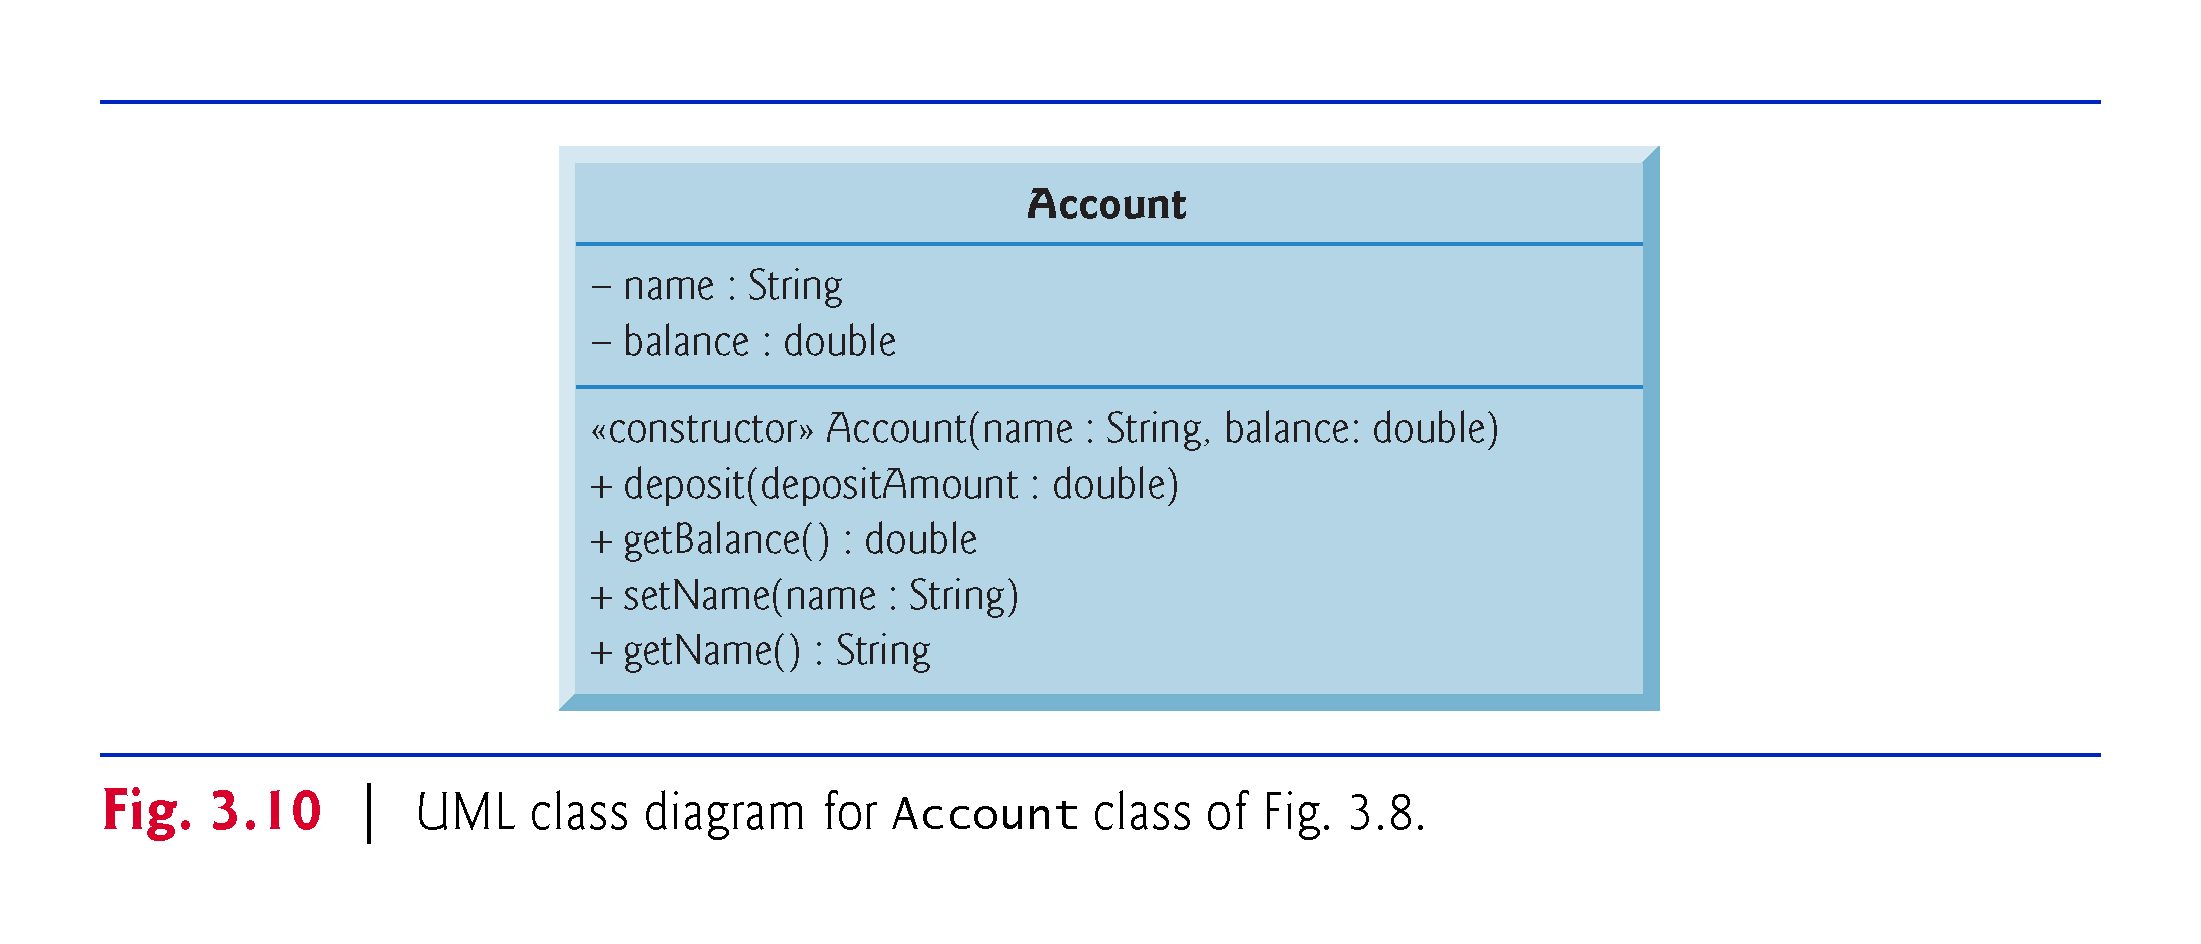 Account
– name : String
– balance : double
«constructor» Account(name : String, balance: double)
+ deposit(depositAmount : double)
+ getBalance() : double
+ setName(name : String)
+ getName() : String
Fig. 3.10 | UML class diagram for Account class of Fig. 3.8.